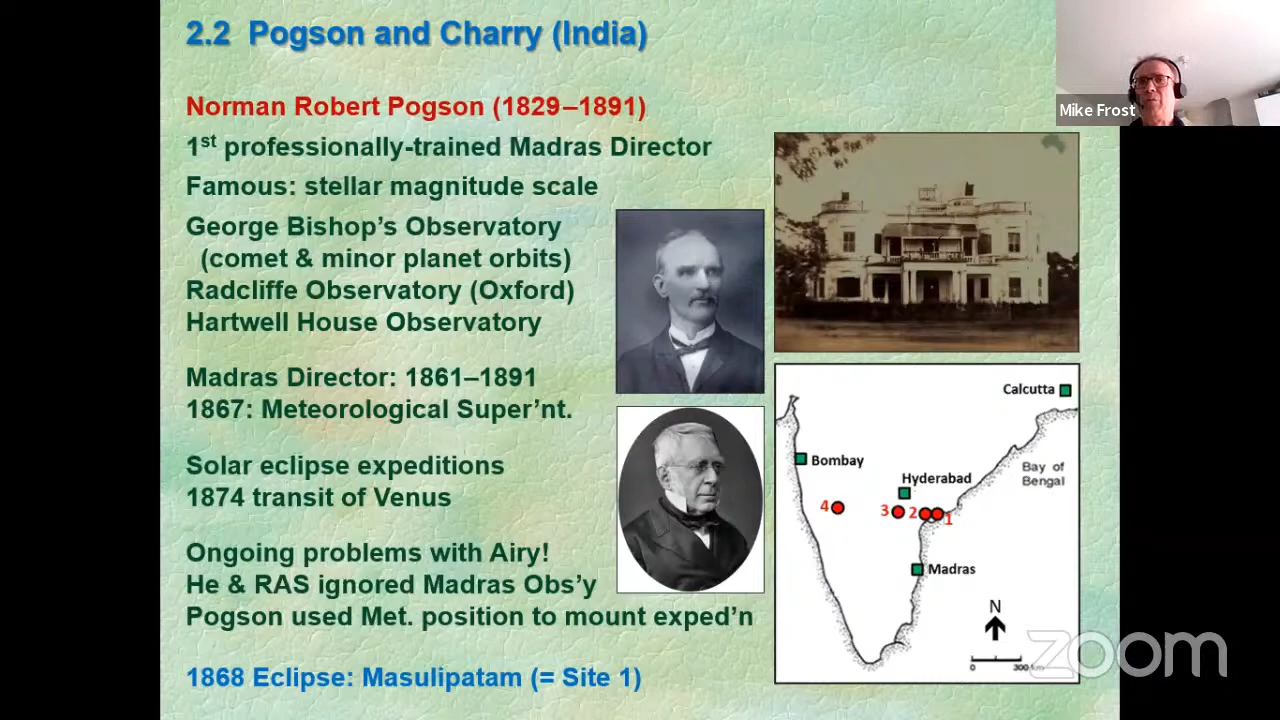 2.2 Pogson and Charry (India)
Norman Robert Pogson (1829–1891)
1st professionally-trained Madras Director
Famous: stellar magnitude scale
George Bishop's Observatory
(comet & minor planet orbits)
Radcliffe Observatory (Oxford)
Hartwell House Observatory
Madras Director: 1861–1891
1867: Meteorological Super'nt.
Solar eclipse expeditions
1874 transit of Venus
Ongoing problems with Airy!
He & RAS ignored Madras Obs'y
Pogson used Met. position to mount exped'n
1868 Eclipse: Masulipatam (= Site 1)
Mike Frost
Calcutta
Bombay
Hyderabad
Bay of
Bengal
4
3
2
1
Madras
N
0 300 km
zoom